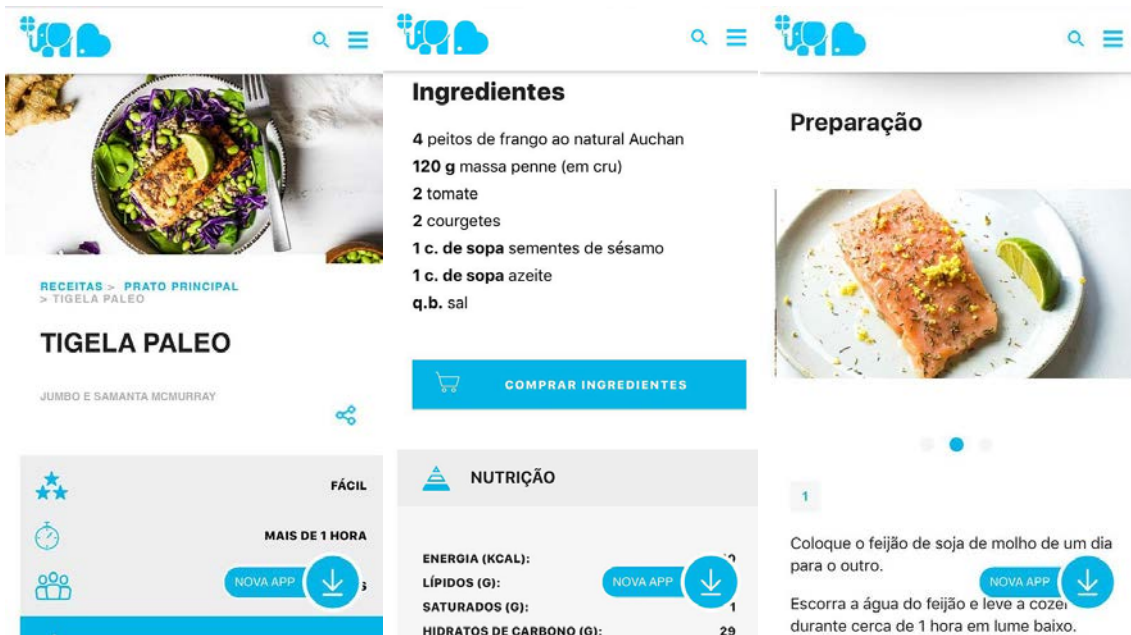 RECEITAS > PRATO PRINCIPAL
> TIGELA PALEO
TIGELA PALEO
JUMBO E SAMANTA MCMURRAY
FÁCIL
MAIS DE 1 HORA
NOVA APP
Ingredientes
4 peitos de frango ao natural Auchan
120 g massa penne (em cru)
2 tomate
2 courgetes
1 c. de sopa sementes de sésamo
1 c. de sopa azeite
q.b. sal
COMPRAR INGREDIENTES
NUTRIÇÃO
ENERGIA (KCAL):
LÍPIDOS (G):
NOVA APP
SATURADOS (G): 1
HIDRATOS DE CARBONO (G): 29
Preparação
1
Coloque o feijão de soja de molho de um dia
para o outro.
NOVA APP
Escorra a água do feijão e leve a cozer
durante cerca de 1 hora em lume baixo.